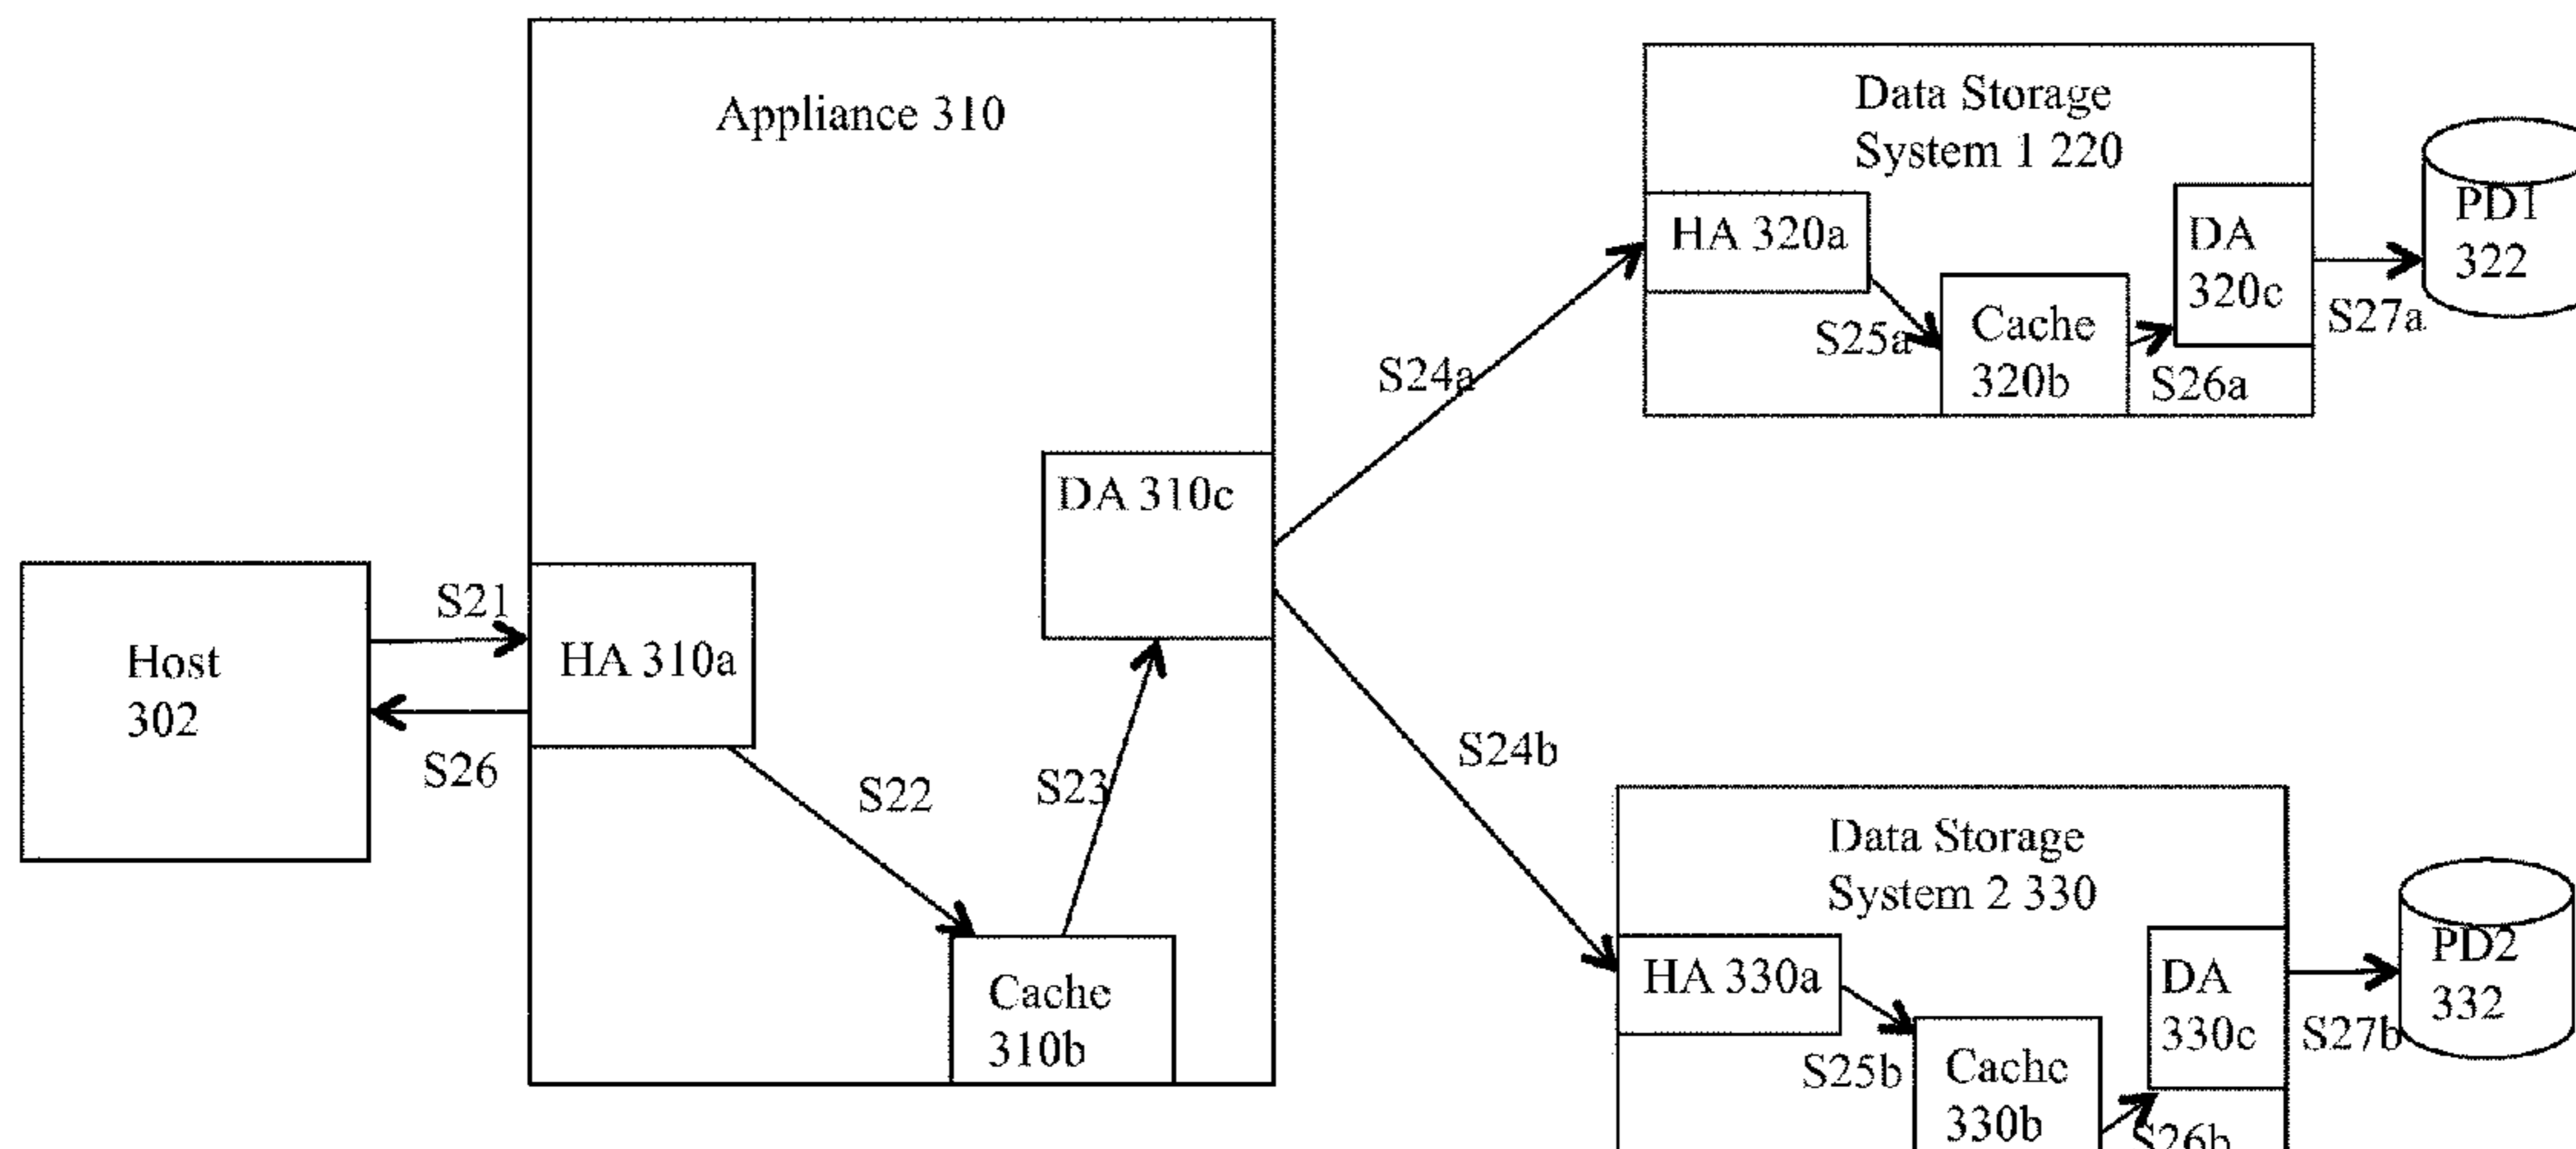 Appliance 310
Data Storage
System 1 220
HA 320a
DA
320c
PD1
322
S27a
Cache
320b
S25a
S26a
S24a
DA 310c
Host
302
S21
S26
HA 310a
S22
S23
Cache
310b
S24b
Data Storage
System 2 330
HA 330a
DA
330c
PD2
332
S27b
Cache
330b
S25b
S26b